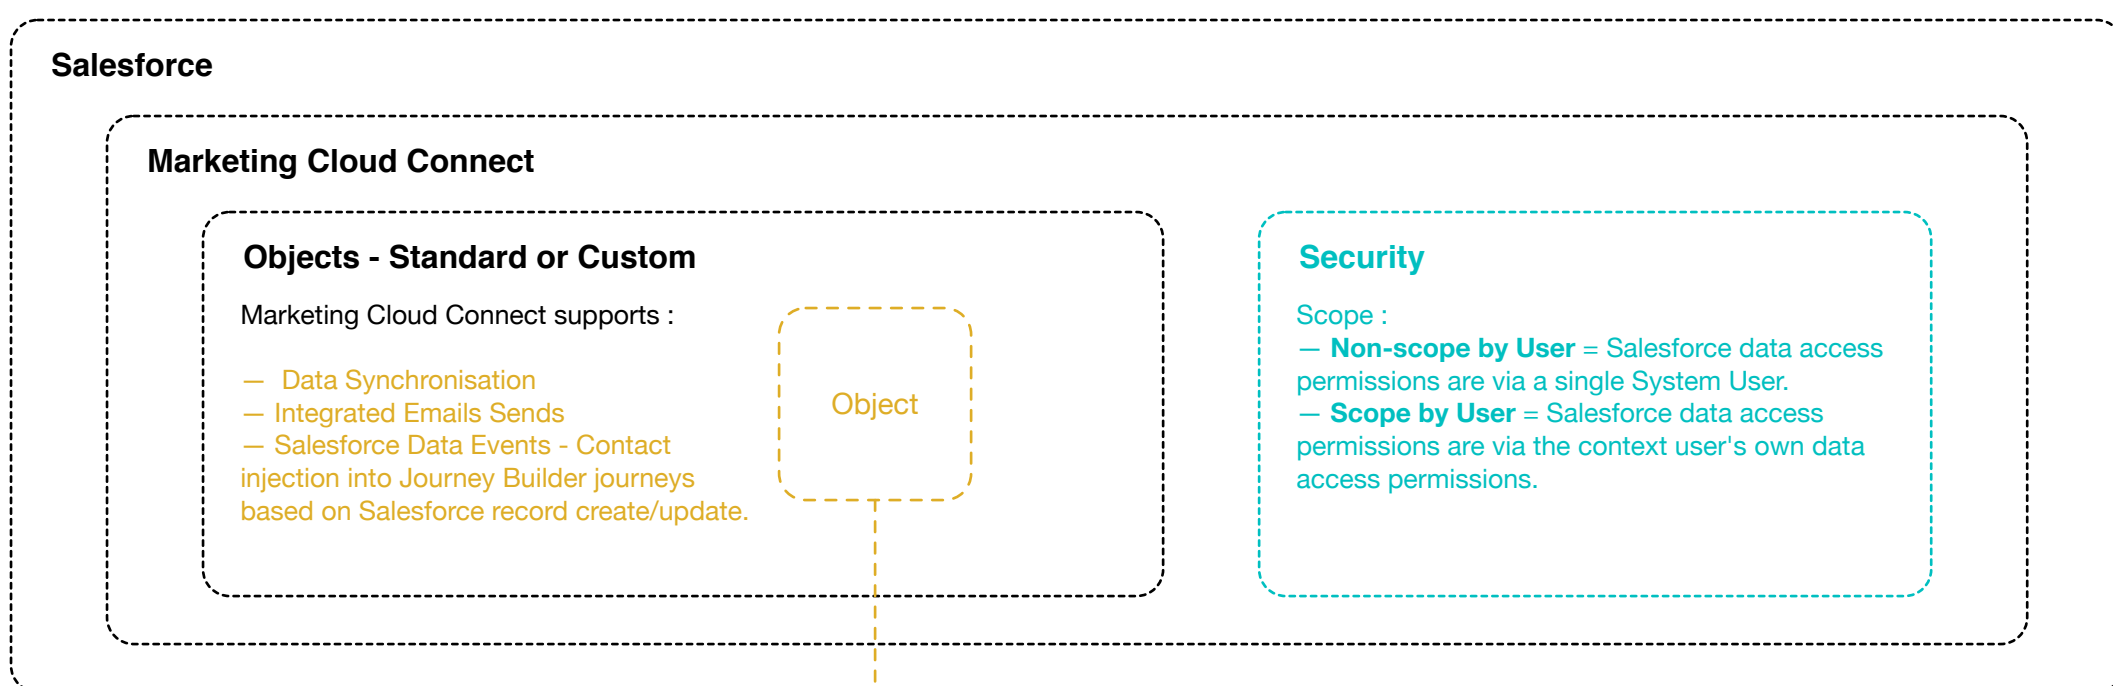 Salesforce
Marketing Cloud Connect
Objects - Standard or Custom
Marketing Cloud Connect supports :
—  Data Synchronisation
— Integrated Emails Sends
— Salesforce Data Events - Contact
injection into Journey Builder journeys
based on Salesforce record create/update.
Object
Security
Scope :
— Non-scope by User = Salesforce data access
permissions are via a single System User.
— Scope by User = Salesforce data access
permissions are via the context user's own data
access permissions.